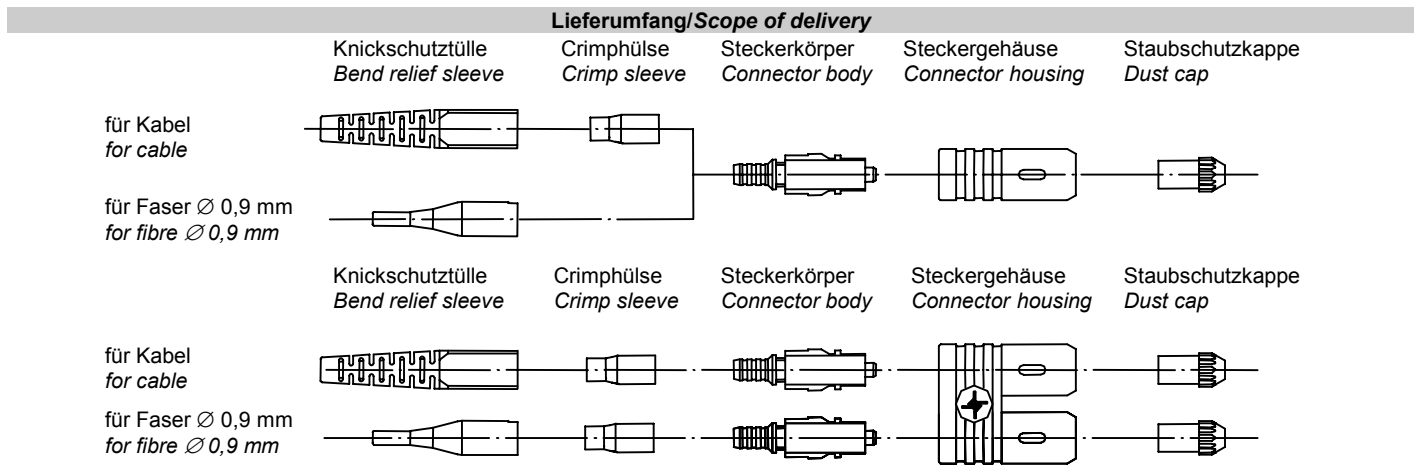 Lieferumfang/Scope of delivery
Knickschutztülle Crimphülse Steckerkörper Steckergehäuse Staubschutzkappe
Bend relief sleeve Crimp sleeve Connector body Connector housing Dust cap
für Kabel
for cable
für Faser ∅ 0,9 mm
for fibre ∅ 0,9 mm
Knickschutztülle Crimphülse Steckerkörper Steckergehäuse Staubschutzkappe
Bend relief sleeve Crimp sleeve Connector body Connector housing Dust cap
für Kabel
for cable
für Faser ∅ 0,9 mm
for fibre ∅ 0,9 mm